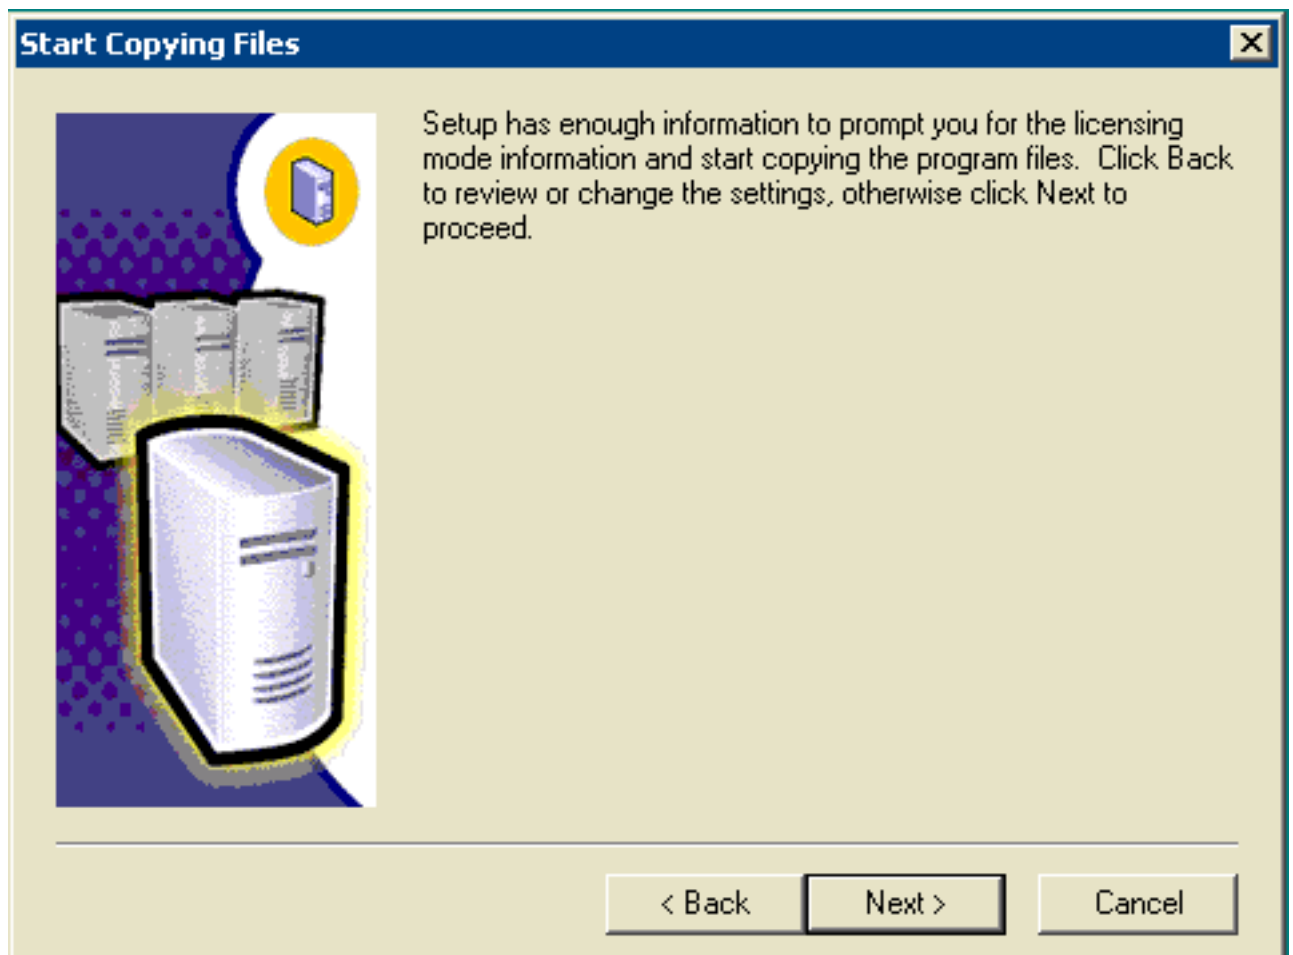 Start Copying Files
Setup has enough information to prompt you for the licensing
mode information and start copying the program files.  Click Back
to review or change the settings, otherwise click Next to
proceed.
< Back
Next >
Cancel